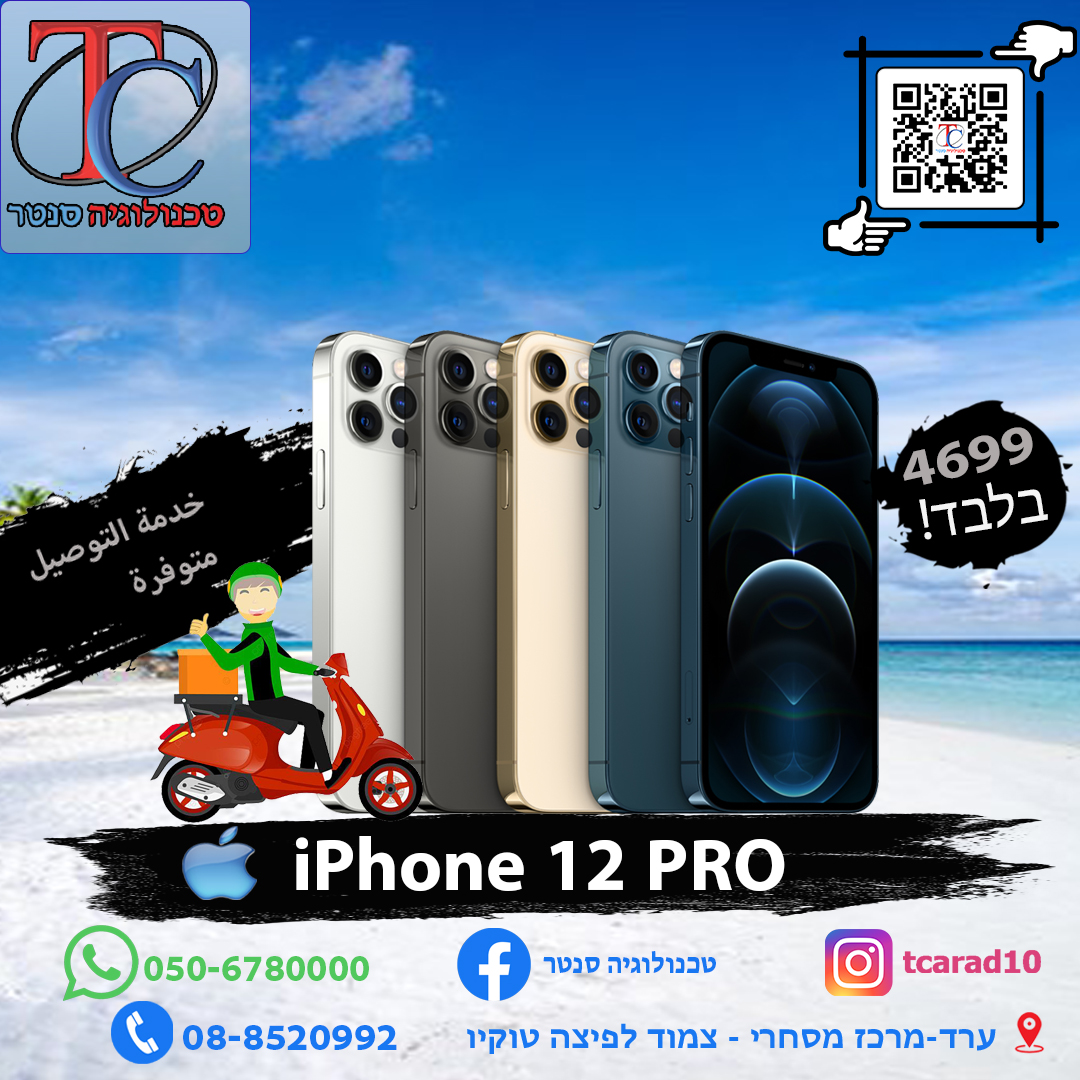 TC
טכנולוגיה סנטר
خدمة التوصيل
متوفرة
4699
בלבד!
iPhone 12 PRO
050-6780000
טכנולוגיה סנטר
tcarad10
08-8520992
ערד-מרכז מסחרי - צמוד לפיצה טוקיו